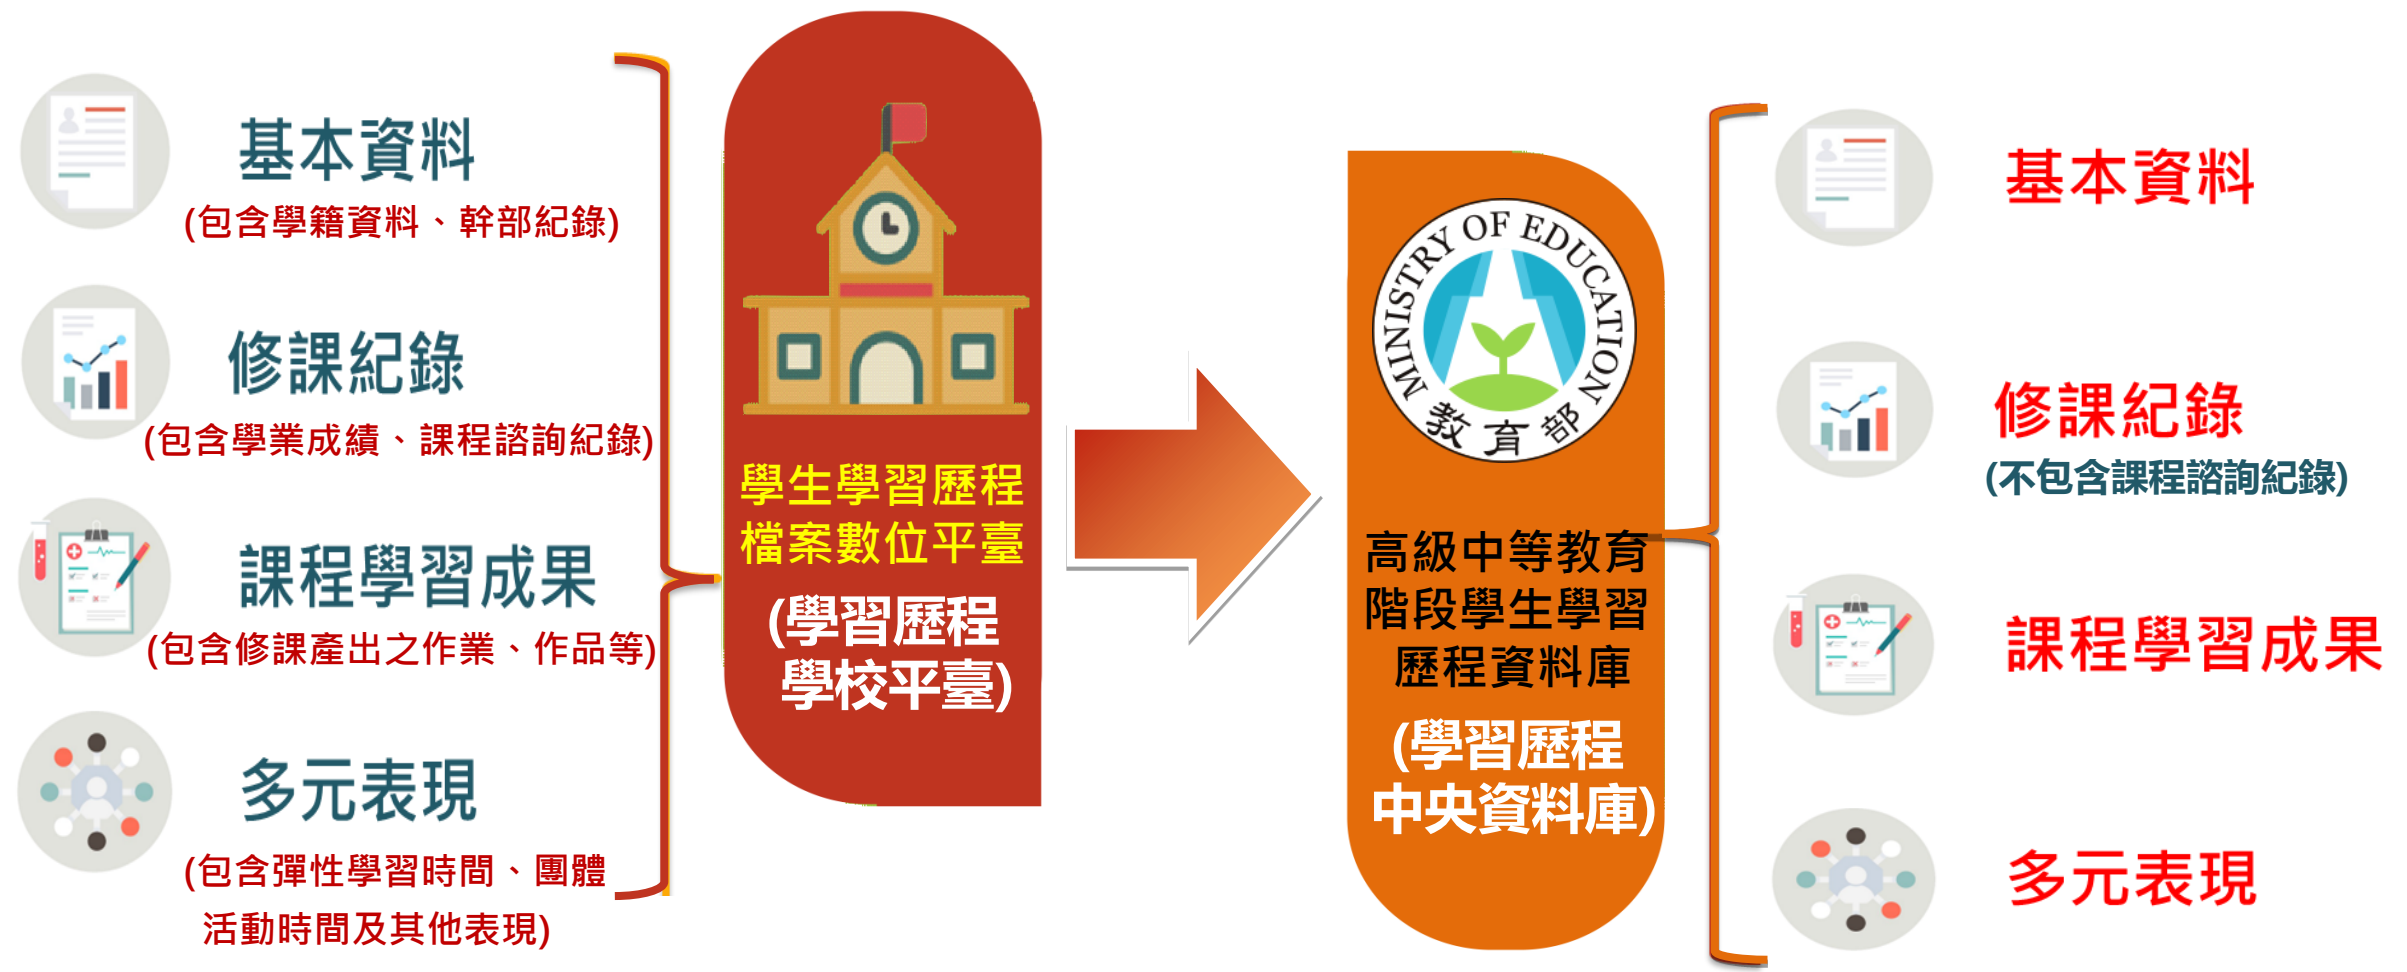 基本資料
(包含學籍資料、幹部紀錄)
修課紀錄
(包含學業成績、課程諮詢紀錄)
課程學習成果
(包含修課產出之作業、作品等)
多元表現
(包含彈性學習時間、團體
活動時間及其他表現)
學生學習歷程
檔案數位平臺
(學習歷程
學校平臺)
MINISTRY OF EDUCATION
教育部
高級中等教育
階段學生學習
歷程資料庫
(學習歷程
中央資料庫)
基本資料
修課紀錄
(不包含課程諮詢紀錄)
課程學習成果
多元表現